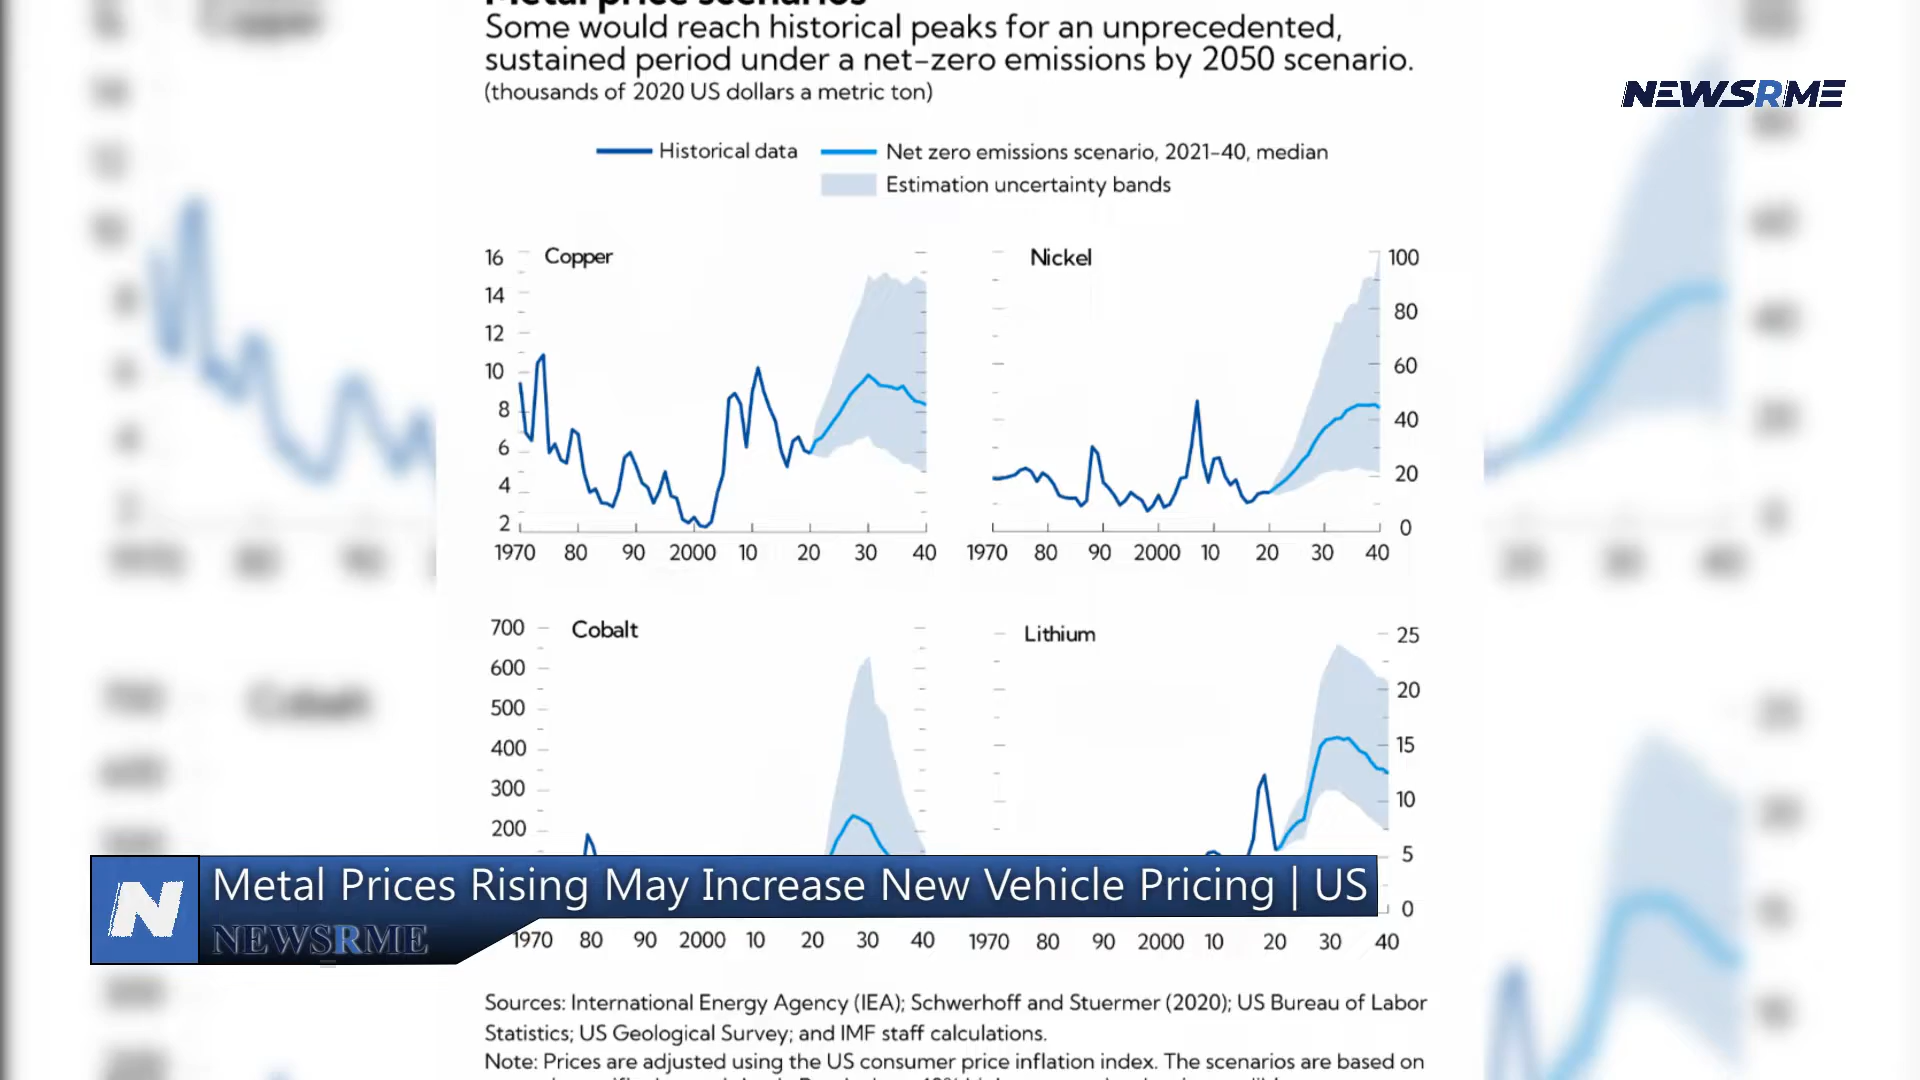 Metal price scenarios
Some would reach historical peaks for an unprecedented,
sustained period under a net-zero emissions by 2050 scenario.
(thousands of 2020 US dollars a metric ton)
NEWSRME
Historical data
Net zero emissions scenario, 2021-40, median
Estimation uncertainty bands
Copper
16
14
12
10
8
6
4
2
1970 80 90 2000 10 20 30 40
Nickel
100
80
60
40
20
0
1970 80 90 2000 10 20 30 40
Cobalt
700
600
500
400
300
200
1970 80 90 2000 10 20 30 40
Lithium
25
20
15
10
5
0
1970 80 90 2000 10 20 30 40
N
Metal Prices Rising May Increase New Vehicle Pricing | US
NEWSRME
Sources: International Energy Agency (IEA); Schwerhoff and Stuermer (2020); US Bureau of Labor
Statistics; US Geological Survey; and IMF staff calculations.
Note: Prices are adjusted using the US consumer price inflation index. The scenarios are based on